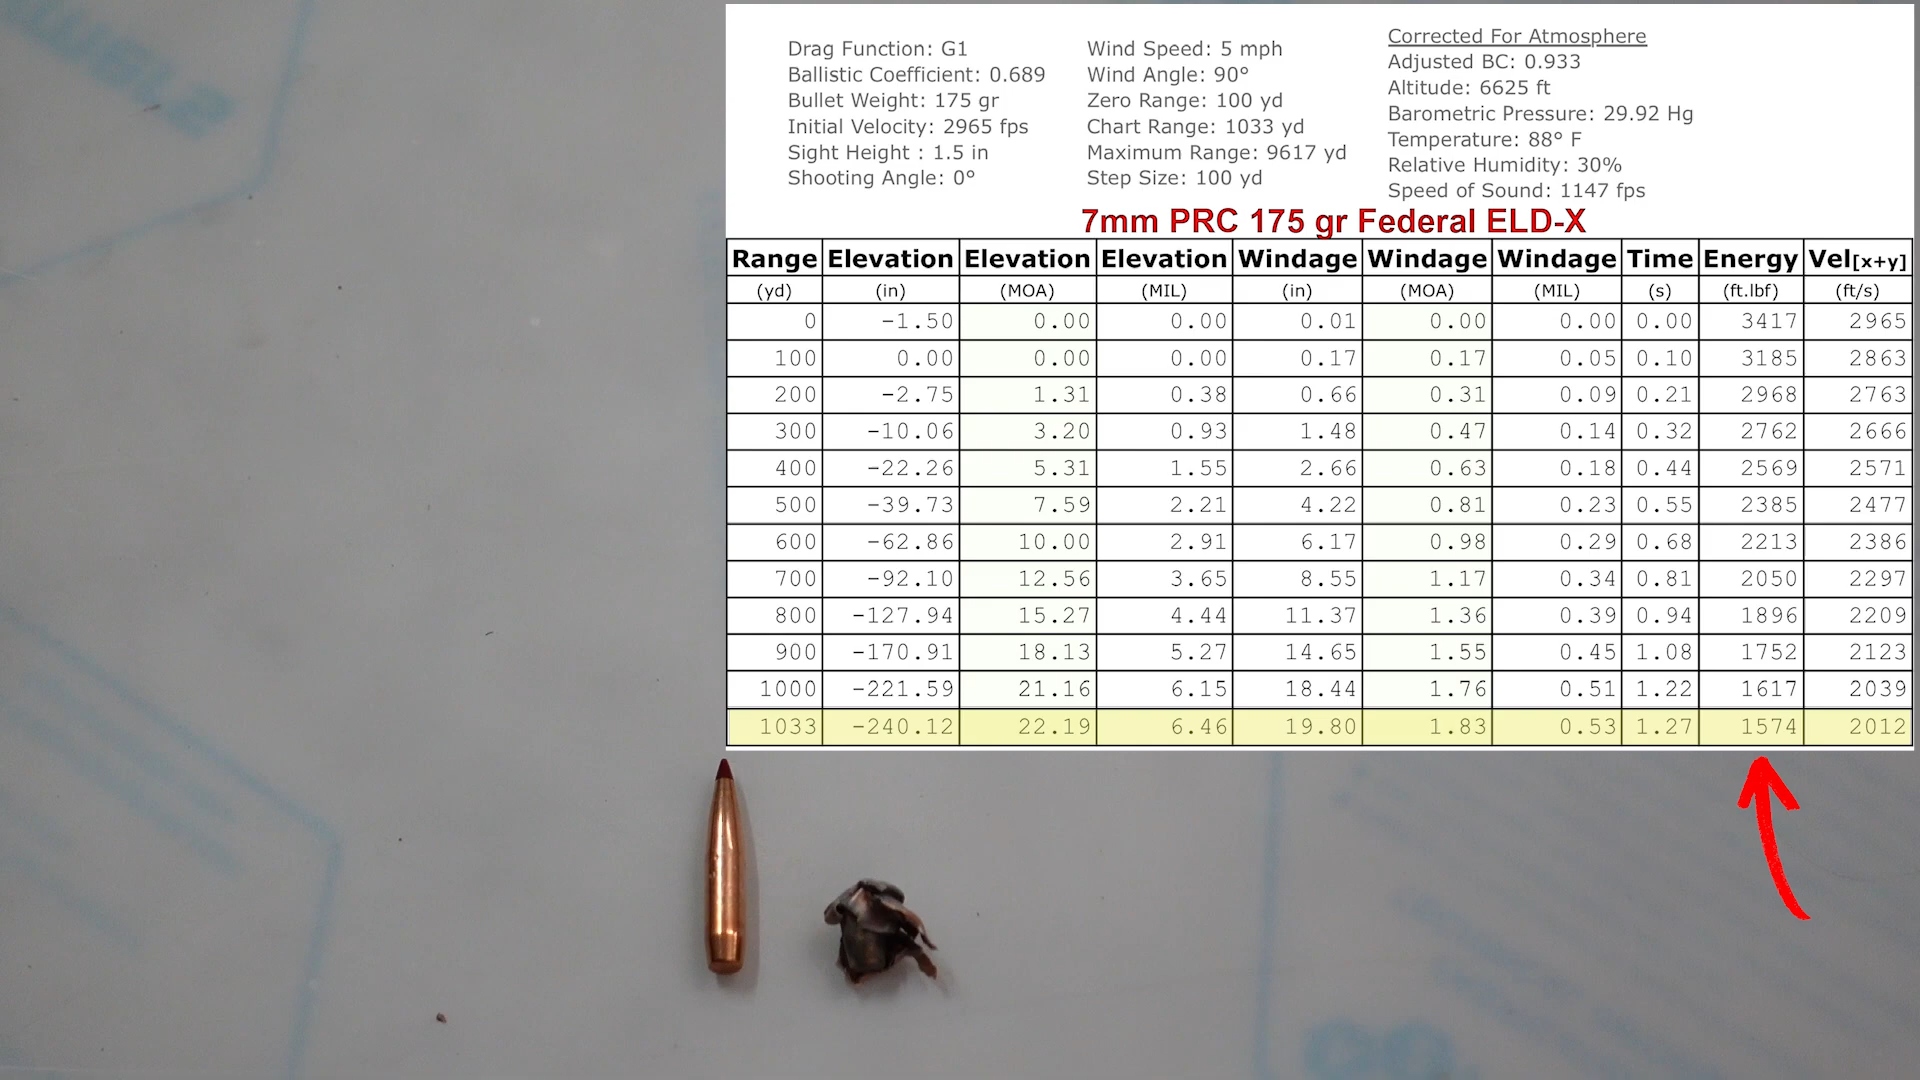 Drag Function: G1
Ballistic Coefficient: 0.689
Bullet Weight: 175 gr
Initial Velocity: 2965 fps
Sight Height : 1.5 in
Shooting Angle: 0°
Wind Speed: 5 mph
Wind Angle: 90°
Zero Range: 100 yd
Chart Range: 1033 yd
Maximum Range: 9617 yd
Step Size: 100 yd
Corrected For Atmosphere
Adjusted BC: 0.933
Altitude: 6625 ft
Barometric Pressure: 29.92 Hg
Temperature: 88° F
Relative Humidity: 30%
Speed of Sound: 1147 fps
7mm PRC 175 gr Federal ELD-X
Range Elevation Elevation Elevation Windage Windage Windage Time Energy Vel[x+y]
(yd) (in) (MOA) (MIL) (in) (MOA) (MIL) (s) (ft.lbf) (ft/s)
0 -1.50 0.00 0.00 0.01 0.00 0.00 0.00 3417 2965
100 0.00 0.00 0.00 0.17 0.17 0.05 0.10 3185 2863
200 -2.75 1.31 0.38 0.66 0.31 0.09 0.21 2968 2763
300 -10.06 3.20 0.93 1.48 0.47 0.14 0.32 2762 2666
400 -22.26 5.31 1.55 2.66 0.63 0.18 0.44 2569 2571
500 -39.73 7.59 2.21 4.22 0.81 0.23 0.55 2385 2477
600 -62.86 10.00 2.91 6.17 0.98 0.29 0.68 2213 2386
700 -92.10 12.56 3.65 8.55 1.17 0.34 0.81 2050 2297
800 -127.94 15.27 4.44 11.37 1.36 0.39 0.94 1896 2209
900 -170.91 18.13 5.27 14.65 1.55 0.45 1.08 1752 2123
1000 -221.59 21.16 6.15 18.44 1.76 0.51 1.22 1617 2039
1033 -240.12 22.19 6.46 19.80 1.83 0.53 1.27 1574 2012